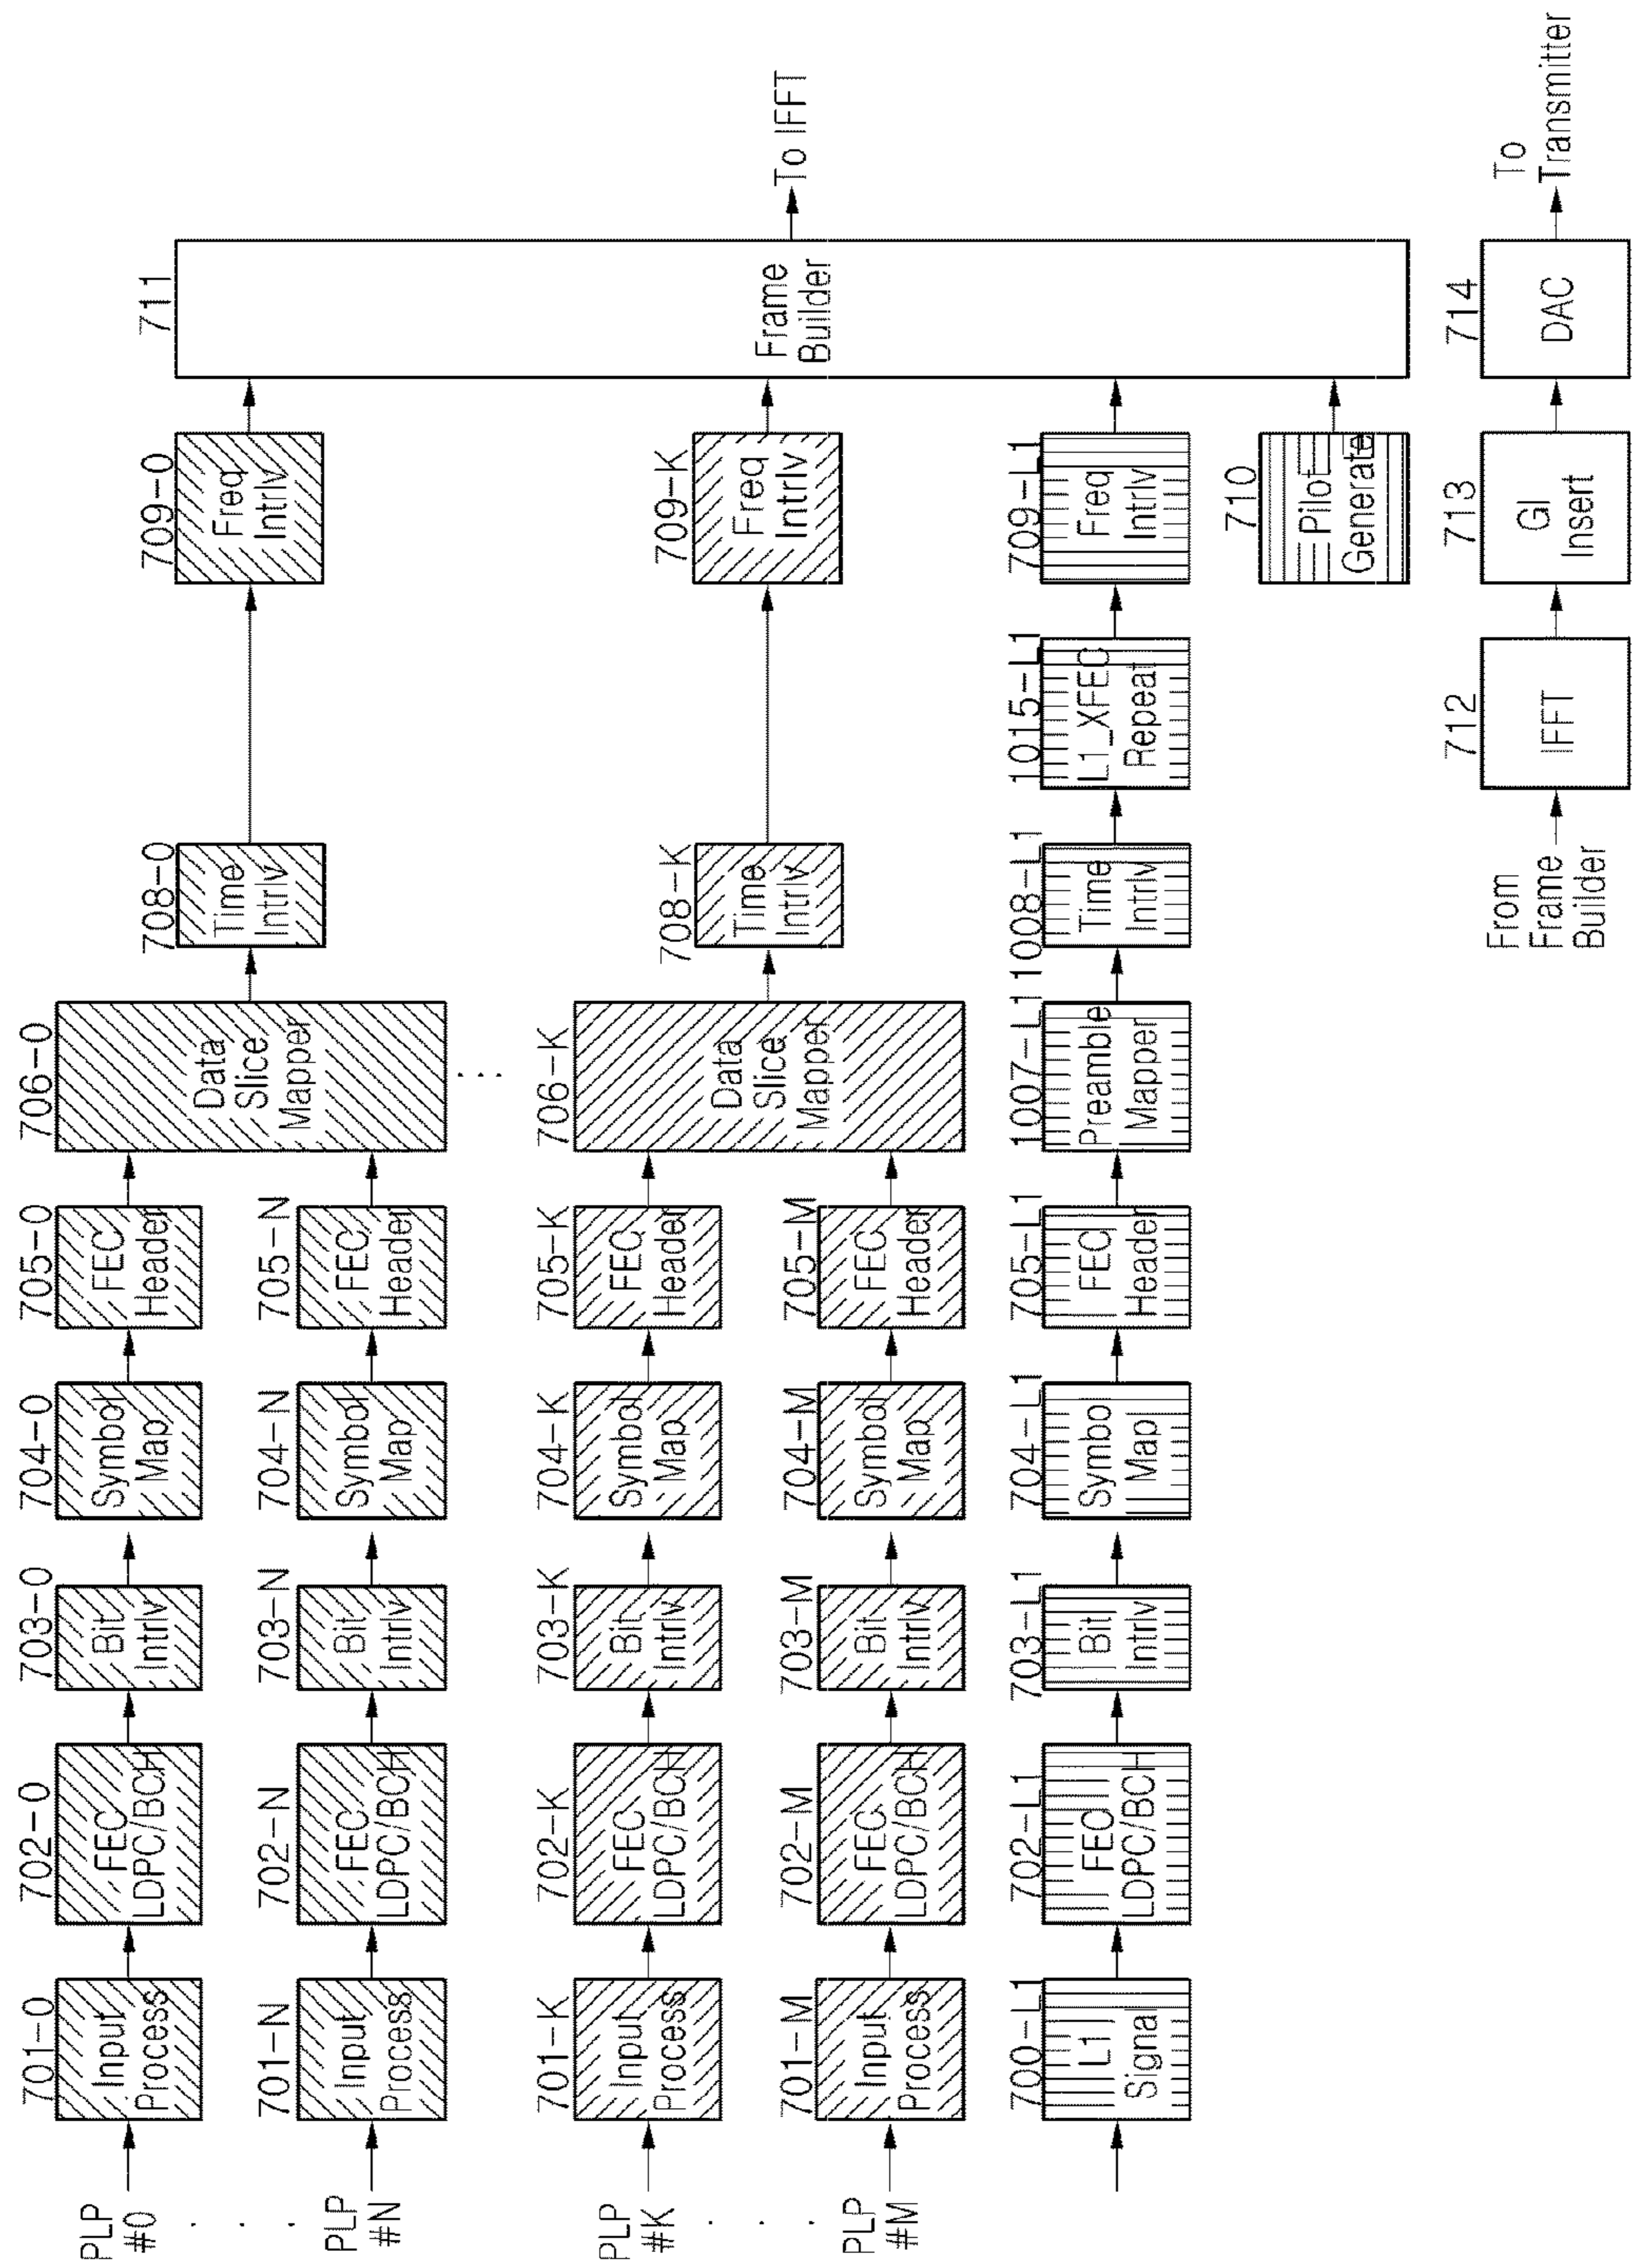 PLP
#0
701-0
Input
Process
702-0
FEC
LDPC/BCH
703-0
Bit
Intrlv
704-0
Symbol
Map
705-0
FEC
Header
706-0
Data
Slice
Mapper
708-0
Time
Intrlv
709-0
Freq
Intrlv
711
Frame
Builder
To IFFT
PLP
#N
701-N
Input
Process
702-N
FEC
LDPC/BCH
703-N
Bit
Intrlv
704-N
Symbol
Map
705-N
FEC
Header
PLP
#K
701-K
Input
Process
702-K
FEC
LDPC/BCH
703-K
Bit
Intrlv
704-K
Symbol
Map
705-K
FEC
Header
706-K
Data
Slice
Mapper
708-K
Time
Intrlv
709-K
Freq
Intrlv
PLP
#M
701-M
Input
Process
702-M
FEC
LDPC/BCH
703-M
Bit
Intrlv
704-M
Symbol
Map
705-M
FEC
Header
700-L1
L1
Signal
702-L1
FEC
LDPC/BCH
703-L1
Bit
Intrlv
704-L1
Symbol
Map
705-L1
FEC
Header
1007-L1
Preamble
Mapper
1008-L1
Time
Intrlv
1015-L1
L1_XFEC
Repeat
709-L1
Freq
Intrlv
710
Pilot
Generate
From
Frame
Builder
712
IFFT
713
GI
Insert
714
DAC
To
Transmitter